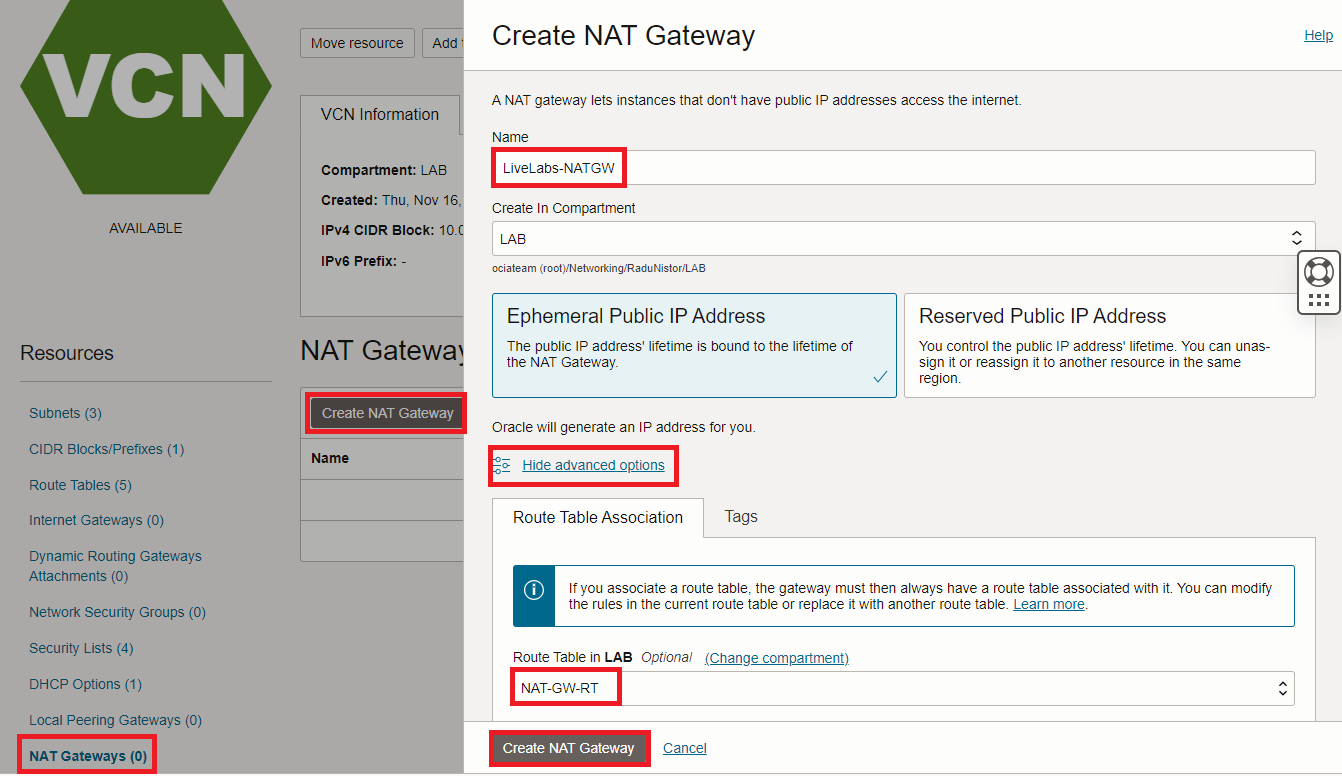 VCN
AVAILABLE
Resources
Subnets (3)
CIDR Blocks/Prefixes (1)
Route Tables (5)
Internet Gateways (0)
Dynamic Routing Gateways
Attachments (0)
Network Security Groups (0)
Security Lists (4)
DHCP Options (1)
Local Peering Gateways (0)
NAT Gateways (0)
Move resource
Add
VCN Information
Compartment: LAB
Created: Thu, Nov 16,
IPv4 CIDR Block: 10.0
IPv6 Prefix: -
NAT Gateway
Create NAT Gateway
Name
Create NAT Gateway
Help
A NAT gateway lets instances that don't have public IP addresses access the internet.
Name
LiveLabs-NATGW
Create In Compartment
LAB
ociateam (root)/Networking/RaduNistor/LAB
Ephemeral Public IP Address
The public IP address' lifetime is bound to the lifetime of
the NAT Gateway.
Reserved Public IP Address
You control the public IP address' lifetime. You can unas-
sign it or reassign it to another resource in the same
region.
Oracle will generate an IP address for you.
Hide advanced options
Route Table Association
Tags
If you associate a route table, the gateway must then always have a route table associated with it. You can modify
the rules in the current route table or replace it with another route table. Learn more.
Route Table in LAB Optional (Change compartment)
NAT-GW-RT
Create NAT Gateway
Cancel